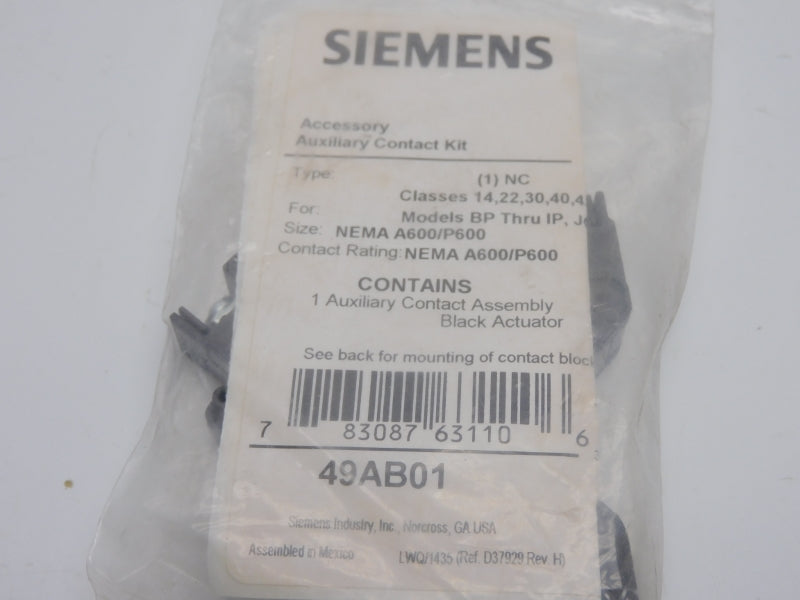 SIEMENS
Accessory
Auxiliary Contact Kit
Type: (1) NC
Classes 14,22,30,40,4
For: Models BP Thru IP,
Size: NEMA A600/P600
Contact Rating: NEMA A600/P600
CONTAINS
1 Auxiliary Contact Assembly
Black Actuator
See back for mounting of contact block
7 83087 63110 6
49AB01
Siemens Industry, Inc., Norcross, GA USA
Assembled in Mexico LWQ/1435 (Ref. D37929 Rev. H)